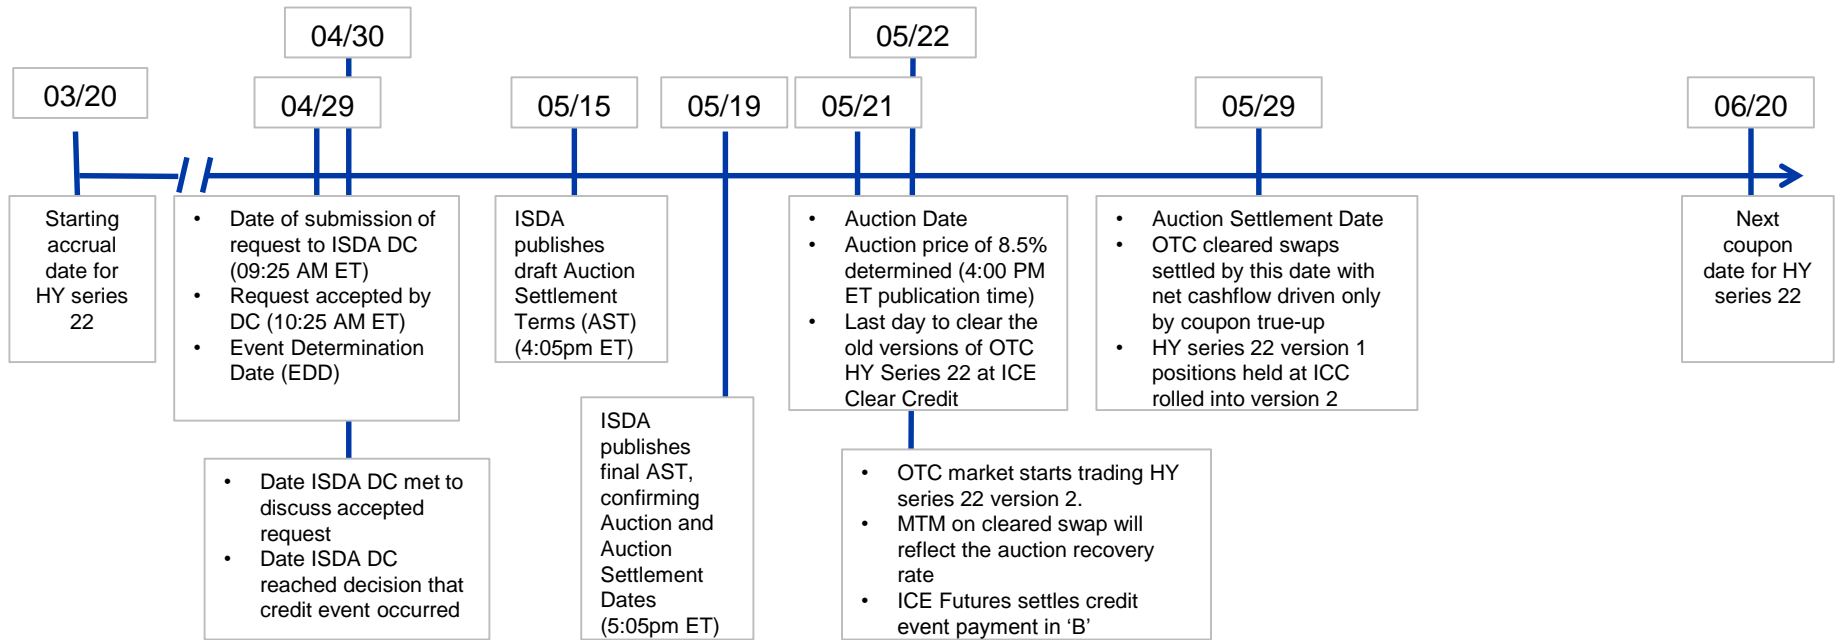 04/30
05/22
03/20
04/29
05/15
05/19
05/21
05/29
06/20
Starting
accrual
date for
HY series
22
• Date of submission of
request to ISDA DC
(09:25 AM ET)
• Request accepted by
DC (10:25 AM ET)
• Event Determination
Date (EDD)
• Date ISDA DC met to
discuss accepted
request
• Date ISDA DC
reached decision that
credit event occurred
ISDA
publishes
draft Auction
Settlement
Terms (AST)
(4:05pm ET)
ISDA
publishes
final AST,
confirming
Auction and
Auction
Settlement
Dates
(5:05pm ET)
• Auction Date
• Auction price of 8.5%
determined (4:00 PM
ET publication time)
• Last day to clear the
old versions of OTC
HY Series 22 at ICE
Clear Credit
• OTC market starts trading HY
series 22 version 2.
• MTM on cleared swap will
reflect the auction recovery
rate
• ICE Futures settles credit
event payment in ‘B’
• Auction Settlement Date
• OTC cleared swaps
settled by this date with
net cashflow driven only
by coupon true-up
• HY series 22 version 1
positions held at ICC
rolled into version 2
Next
coupon
date for HY
series 22